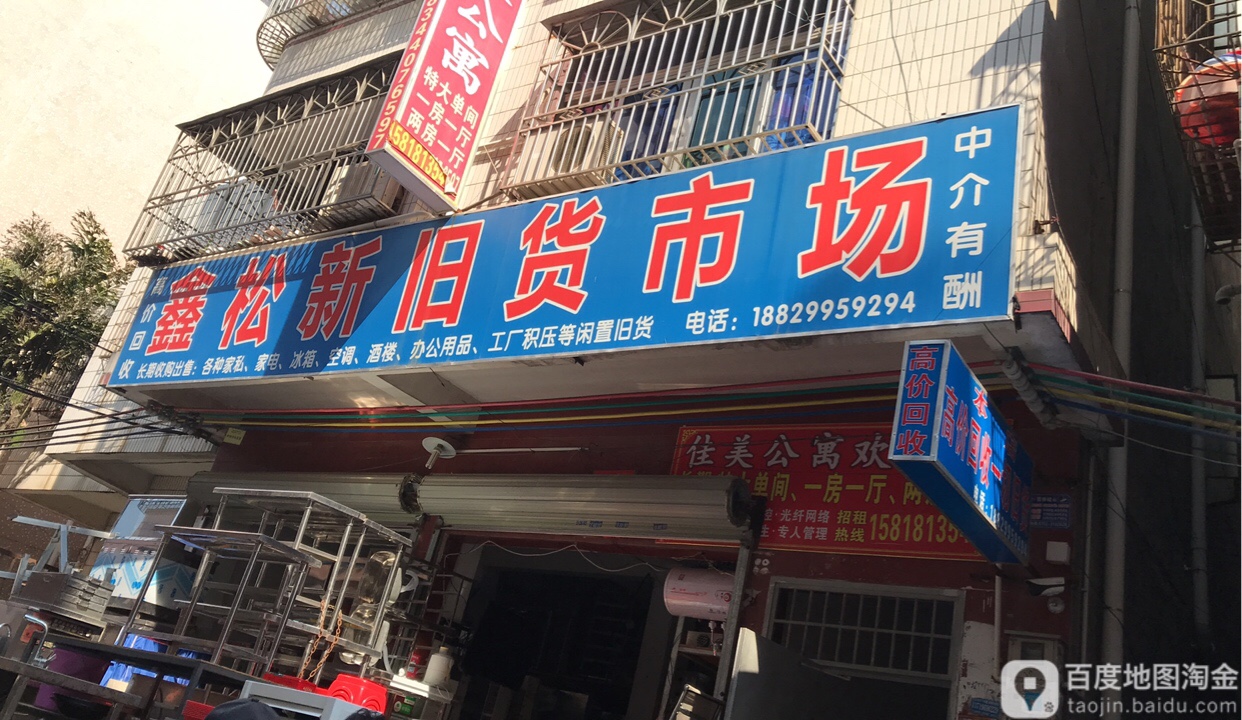 公寓
特大单间
一房一厅
两房一厅
高价回收
鑫松新旧货市场
中介有酬
长期收购出售：各种家私、家电、冰箱、空调、酒楼、办公用品、工厂积压等闲置旧货
电话：18829959294
高价回收
高价回收
佳美公寓欢
单间、一房一厅、两
光纤网络 招租
专人管理 热线
百度地图淘金
taojin.baidu.com